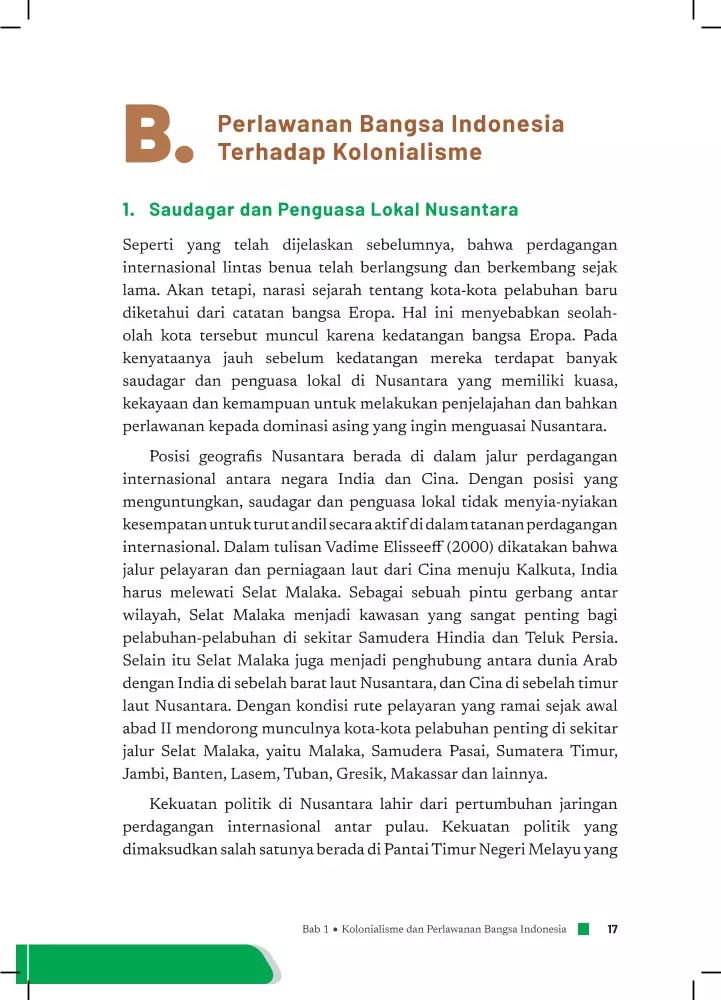 B.
Perlawanan Bangsa Indonesia
Terhadap Kolonialisme
1. Saudagar dan Penguasa Lokal Nusantara
Seperti yang telah dijelaskan sebelumnya, bahwa perdagangan
internasional lintas benua telah berlangsung dan berkembang sejak
lama. Akan tetapi, narasi sejarah tentang kota-kota pelabuhan baru
diketahui dari catatan bangsa Eropa. Hal ini menyebabkan seolah-
olah kota tersebut muncul karena kedatangan bangsa Eropa. Pada
kenyataanya jauh sebelum kedatangan mereka terdapat banyak
saudagar dan penguasa lokal di Nusantara yang memiliki kuasa,
kekayaan dan kemampuan untuk melakukan penjelajahan dan bahkan
perlawanan kepada dominasi asing yang ingin menguasai Nusantara.
Posisi geografis Nusantara berada di dalam jalur perdagangan
internasional antara negara India dan Cina. Dengan posisi yang
menguntungkan, saudagar dan penguasa lokal tidak menyia-nyiakan
kesempatan untuk turut andil secara aktif di dalam tatanan perdagangan
internasional. Dalam tulisan Vadime Elisseeff (2000) dikatakan bahwa
jalur pelayaran dan perniagaan laut dari Cina menuju Kalkuta, India
harus melewati Selat Malaka. Sebagai sebuah pintu gerbang antar
wilayah, Selat Malaka menjadi kawasan yang sangat penting bagi
pelabuhan-pelabuhan di sekitar Samudera Hindia dan Teluk Persia.
Selain itu Selat Malaka juga menjadi penghubung antara dunia Arab
dengan India di sebelah barat laut Nusantara, dan Cina di sebelah timur
laut Nusantara. Dengan kondisi rute pelayaran yang ramai sejak awal
abad II mendorong munculnya kota-kota pelabuhan penting di sekitar
jalur Selat Malaka, yaitu Malaka, Samudera Pasai, Sumatera Timur,
Jambi, Banten, Lasem, Tuban, Gresik, Makassar dan lainnya.
Kekuatan politik di Nusantara lahir dari pertumbuhan jaringan
perdagangan internasional antar pulau. Kekuatan politik yang
dimaksudkan salah satunya berada di Pantai Timur Negeri Melayu yang
Bab 1 • Kolonialisme dan Perlawanan Bangsa Indonesia 17